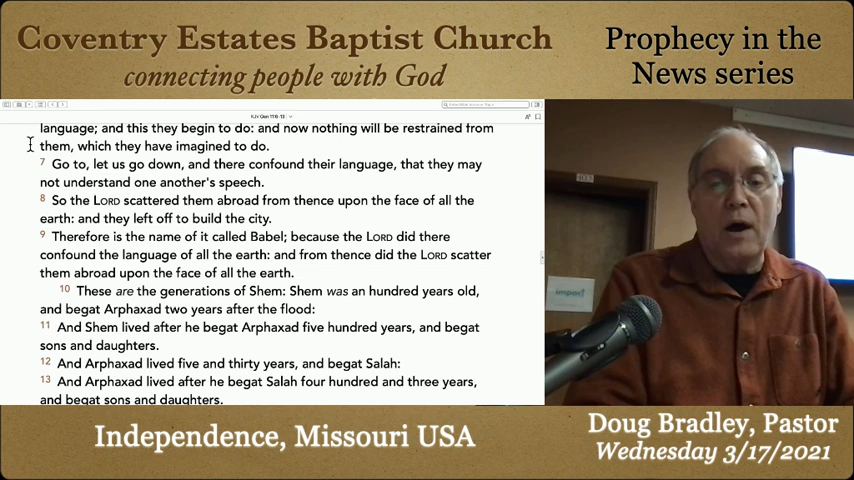 Coventry Estates Baptist Church
connecting people with God
Prophecy in the
News series
KJV Gen 11:6-13
language; and this they begin to do: and now nothing will be restrained from
them, which they have imagined to do.
7 Go to, let us go down, and there confound their language, that they may
not understand one another's speech.
8 So the LORD scattered them abroad from thence upon the face of all the
earth: and they left off to build the city.
9 Therefore is the name of it called Babel; because the LORD did there
confound the language of all the earth: and from thence did the LORD scatter
them abroad upon the face of all the earth.
10 These are the generations of Shem: Shem was an hundred years old,
and begat Arphaxad two years after the flood:
11 And Shem lived after he begat Arphaxad five hundred years, and begat
sons and daughters.
12 And Arphaxad lived five and thirty years, and begat Salah:
13 And Arphaxad lived after he begat Salah four hundred and three years,
and begat sons and daughters.
impact
Independence, Missouri USA
Doug Bradley, Pastor
Wednesday 3/17/2021